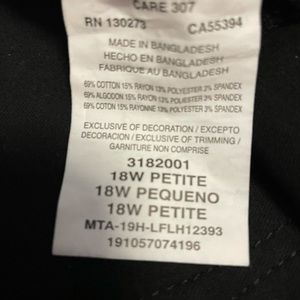 CARE 307
RN 130273 CA55394
MADE IN BANGLADESH
HECHO EN BANGLADESH
FABRIQUE AU BANGLADESH
69% COTTON 15% RAYON 13% POLYESTER 3% SPANDEX
69% ALGODON 15% RAYON 13% POLIESTER 3% SPANDEX
69% COTON 15% RAYON 13% POLYESTER 3% SPANDEX
EXCLUSIVE OF DECORATION / EXCEPTO
DECORACION / EXCLUSIF OF TRIMMING /
GARNITURE NON COMPRISE
3182001
18W PETITE
18W PEQUENO
18W PETITE
MTA-19H-LFLH12393
191057074196